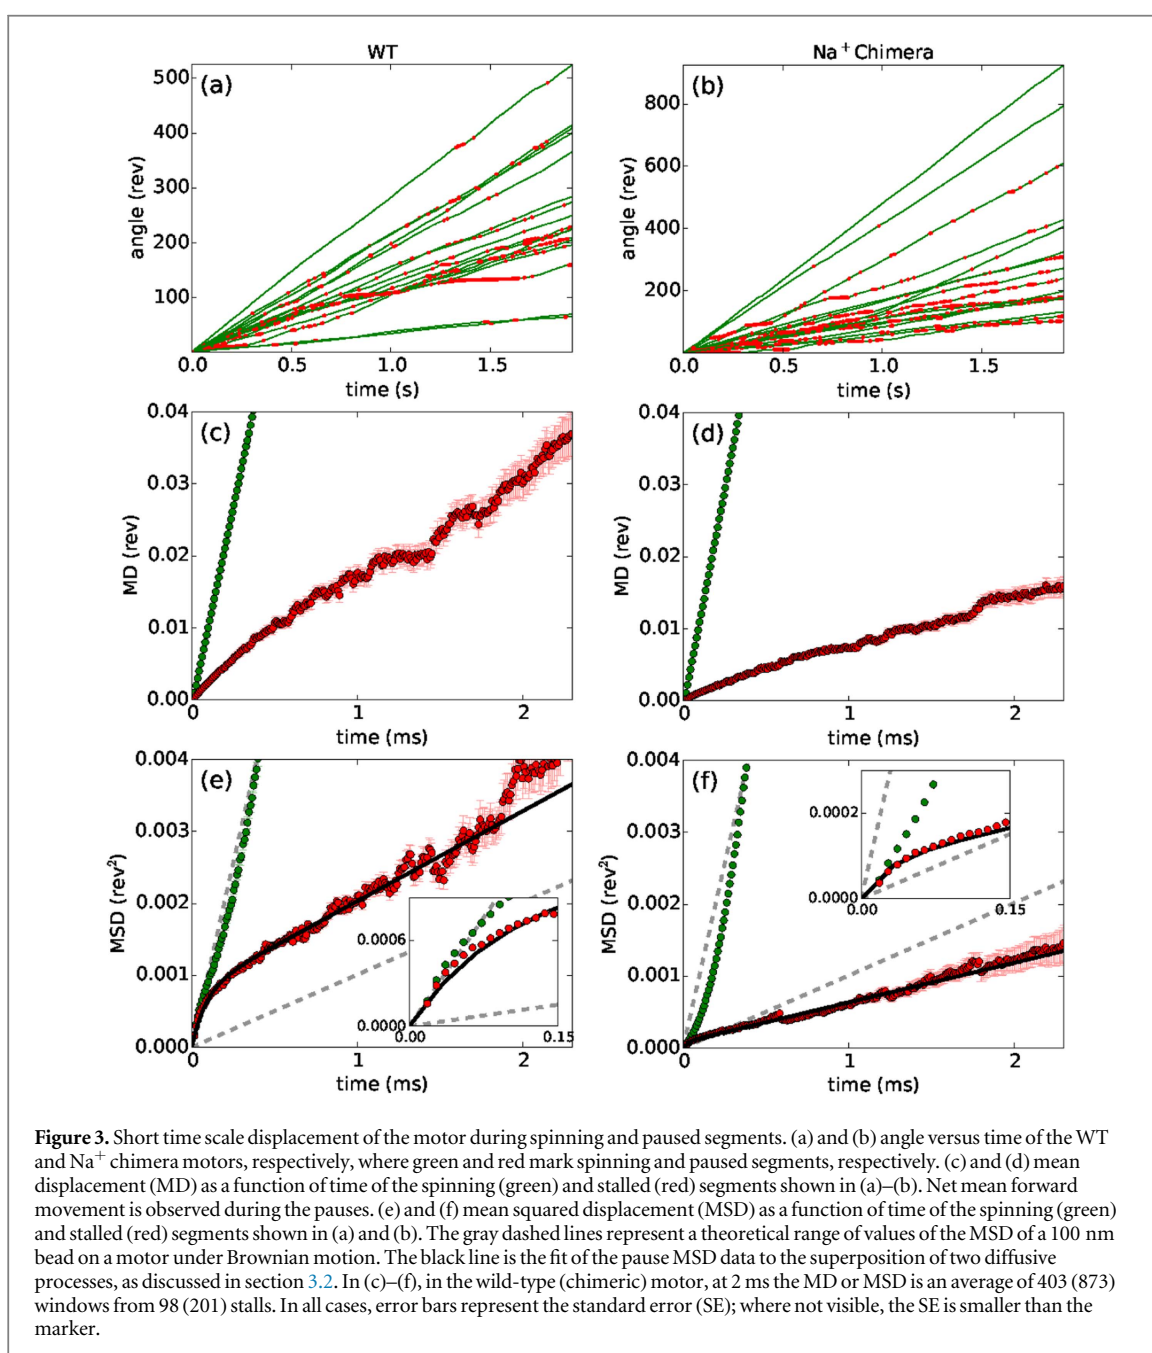 WT
Na⁺ Chimera
(a)
500
400
300
200
100
angle (rev)
0.0
0.5
1.0
1.5
time (s)
(b)
800
600
400
200
angle (rev)
0.0
0.5
1.0
1.5
time (s)
(c)
0.04
0.03
0.02
0.01
0.00
MD (rev)
0
1
2
time (ms)
(d)
0.04
0.03
0.02
0.01
0.00
MD (rev)
0
1
2
time (ms)
(e)
0.004
0.003
0.002
0.001
0.000
MSD (rev²)
0
1
2
time (ms)
0.0006
0.0000
0.00
0.15
(f)
0.004
0.003
0.002
0.001
0.000
MSD (rev²)
0
1
2
time (ms)
0.0002
0.0000
0.00
0.15
Figure 3. Short time scale displacement of the motor during spinning and paused segments. (a) and (b) angle versus time of the WT
and Na⁺ chimera motors, respectively, where green and red mark spinning and paused segments, respectively. (c) and (d) mean
displacement (MD) as a function of time of the spinning (green) and stalled (red) segments shown in (a)–(b). Net mean forward
movement is observed during the pauses. (e) and (f) mean squared displacement (MSD) as a function of time of the spinning (green)
and stalled (red) segments shown in (a) and (b). The gray dashed lines represent a theoretical range of values of the MSD of a 100 nm
bead on a motor under Brownian motion. The black line is the fit of the pause MSD data to the superposition of two diffusive
processes, as discussed in section 3.2. In (c)–(f), in the wild-type (chimeric) motor, at 2 ms the MD or MSD is an average of 403 (873)
windows from 98 (201) stalls. In all cases, error bars represent the standard error (SE); where not visible, the SE is smaller than the
marker.